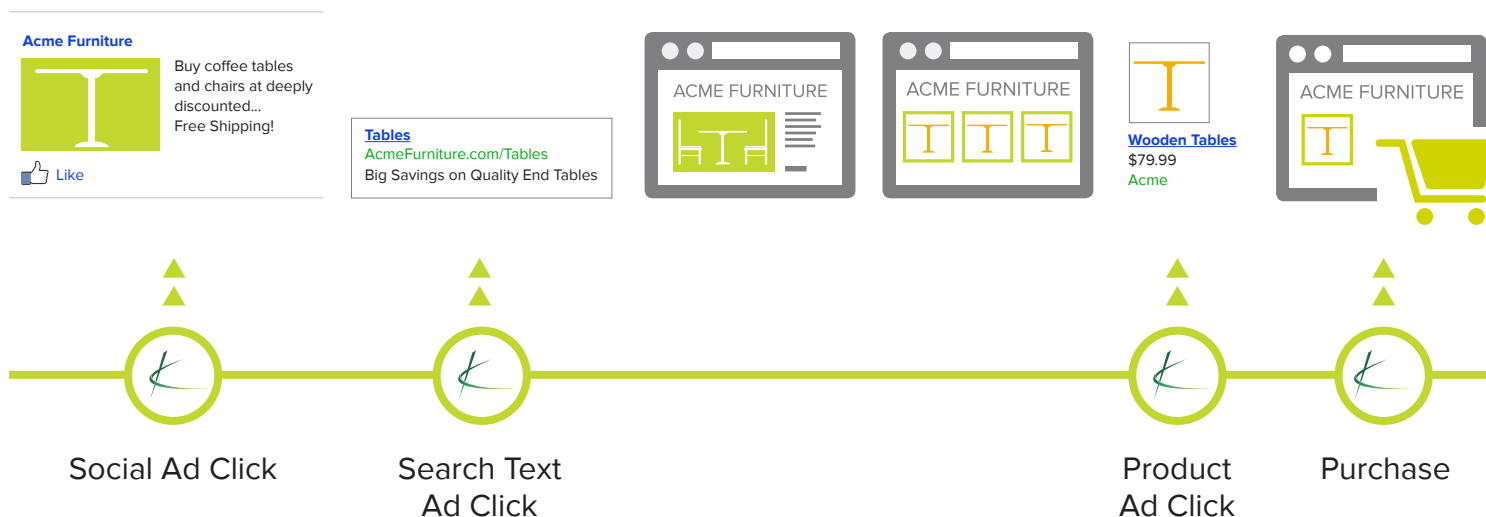 Acme Furniture
Buy coffee tables
and chairs at deeply
discounted...
Free Shipping!
Like
Tables
AcmeFurniture.com/Tables
Big Savings on Quality End Tables
ACME FURNITURE
ACME FURNITURE
Wooden Tables
$79.99
Acme
ACME FURNITURE
Social Ad Click
Search Text
Ad Click
Product
Ad Click
Purchase